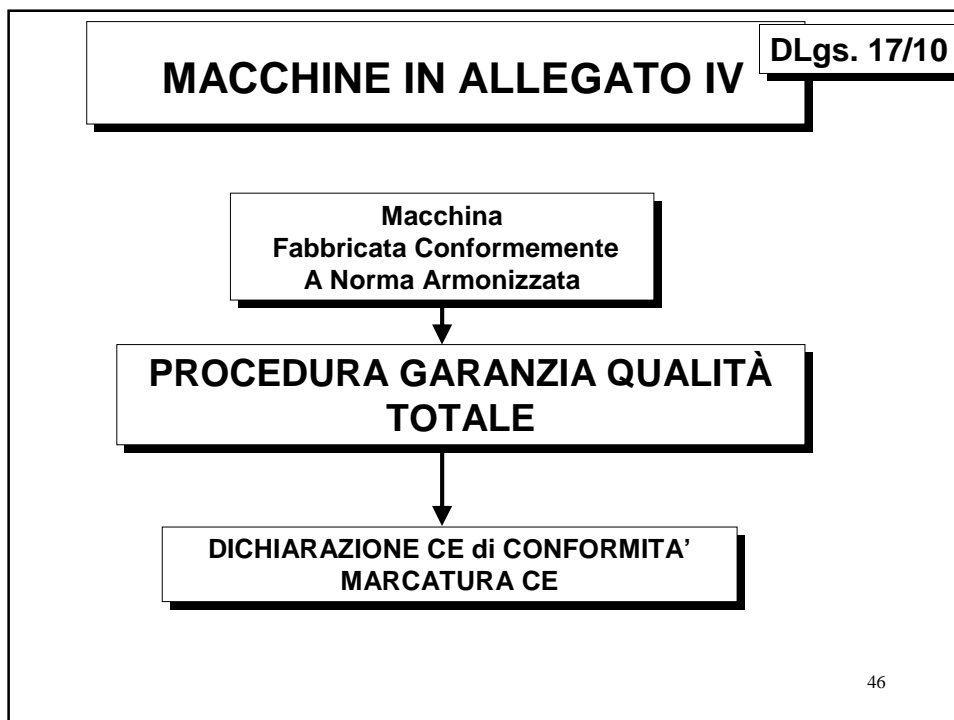 MACCHINE IN ALLEGATO IV
DLgs. 17/10
Macchina
Fabbricata Conformemente
A Norma Armonizzata
PROCEDURA GARANZIA QUALITÀ
TOTALE
DICHIARAZIONE CE di CONFORMITA’
MARCATURA CE
46